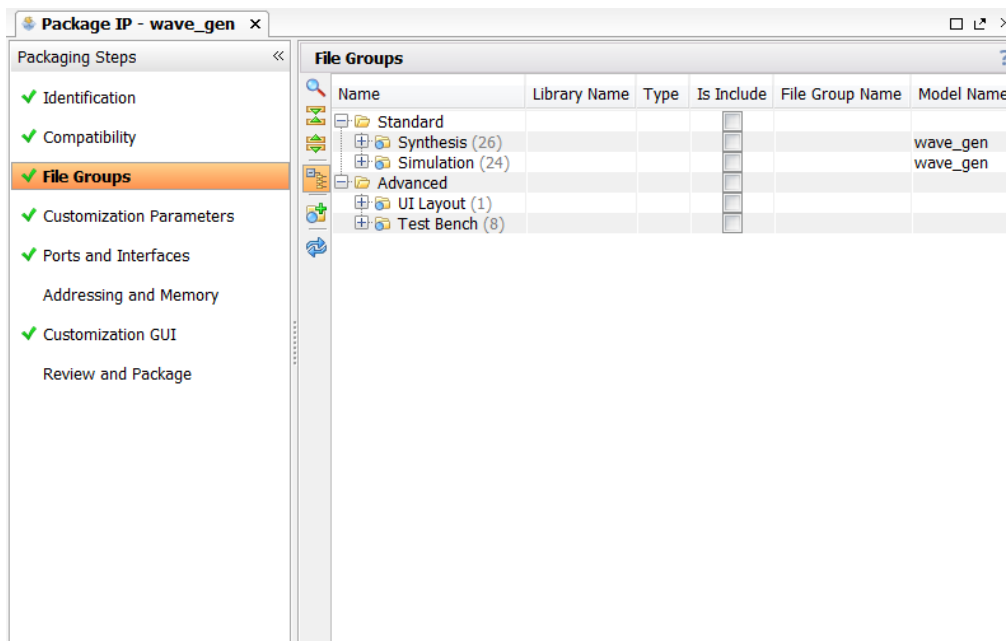 Package IP - wave_gen ×
Packaging Steps «
Identification
Compatibility
File Groups
Customization Parameters
Ports and Interfaces
Addressing and Memory
Customization GUI
Review and Package
File Groups ?
Name Library Name Type Is Include File Group Name Model Name
Standard
Synthesis (26) wave_gen
Simulation (24) wave_gen
Advanced
UI Layout (1)
Test Bench (8)